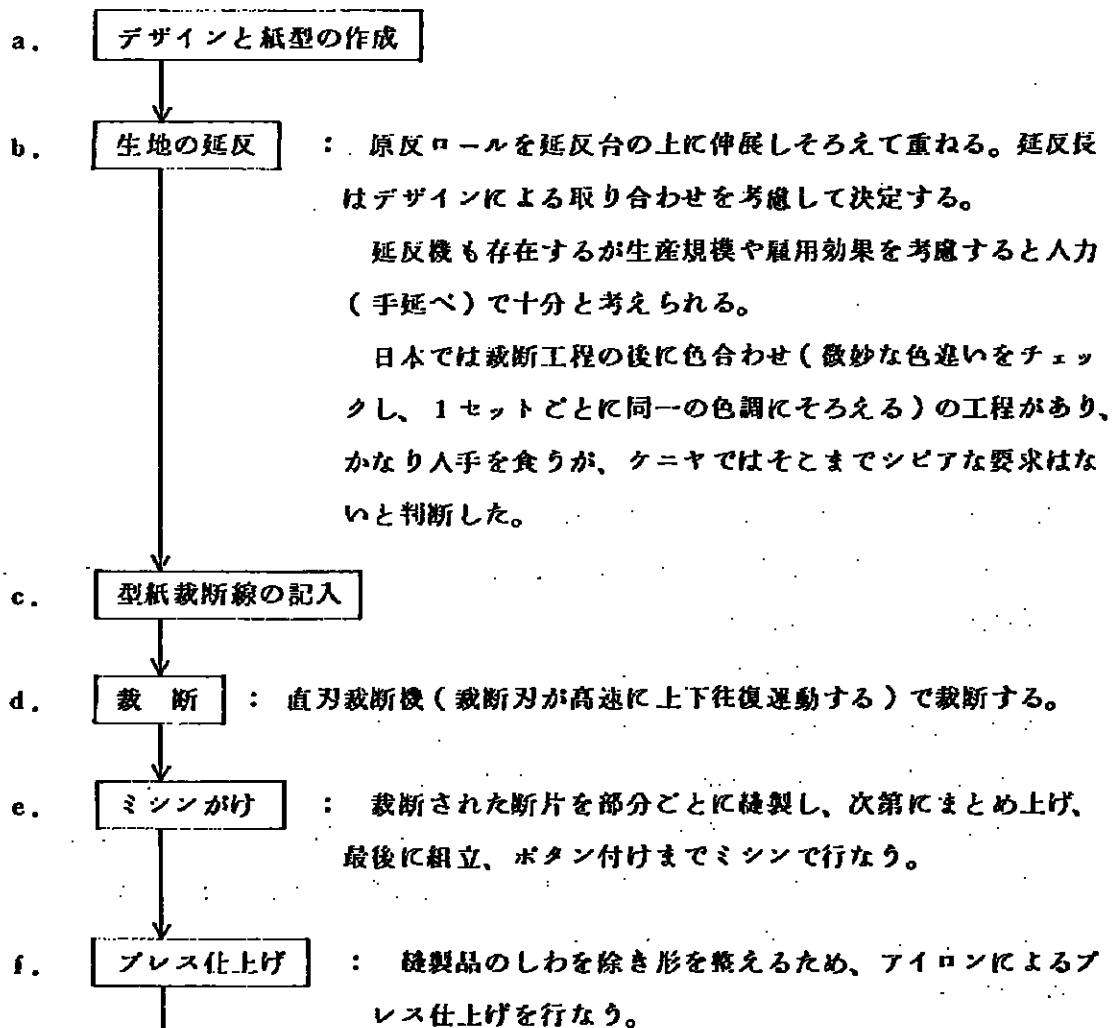 a. デザインと紙型の作成
b. 生地の延反 : 原反ロールを延反台の上に伸展しそろえて重ねる。延反長
はデザインによる取り合わせを考慮して決定する。
延反機も存在するが生産規模や雇用効果を考慮すると人力
(手延べ)で十分と考えられる。
日本では裁断工程の後に色合わせ(微妙な色違いをチェッ
クし、1セットごとに同一の色調にそろえる)の工程があり、
かなり人手を食うが、ケニヤではそこまでシビアな要求はな
いと判断した。
c. 型紙裁断線の記入
d. 裁 断 : 直刃裁断機(裁断刃が高速に上下往復運動する)で裁断する。
e. ミシンがけ : 裁断された断片を部分ごとに縫製し、次第にまとめ上げ、
最後に組立、ボタン付けまでミシンで行なう。
f. プレス仕上げ : 縫製品のしわを除き形を整えるため、アイロンによるプ
レス仕上げを行なう。